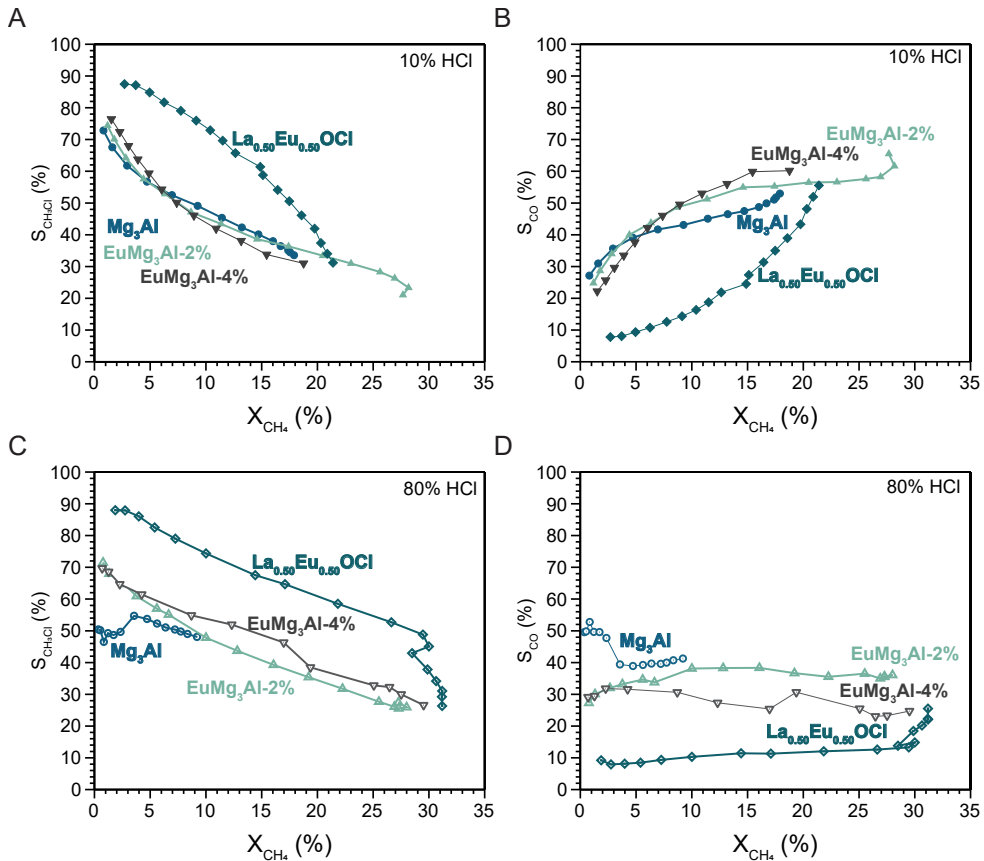 A
100
90
80
70
60
50
40
30
20
10
0
0 5 10 15 20 25 30 35
S_CH₃Cl (%)
X_CH₄ (%)
10% HCl
La₀.₅₀Eu₀.₅₀OCl
Mg₃Al
EuMg₃Al-2%
EuMg₃Al-4%
B
100
90
80
70
60
50
40
30
20
10
0
0 5 10 15 20 25 30 35
S_CO (%)
X_CH₄ (%)
10% HCl
EuMg₃Al-2%
EuMg₃Al-4%
Mg₃Al
La₀.₅₀Eu₀.₅₀OCl
C
100
90
80
70
60
50
40
30
20
10
0
0 5 10 15 20 25 30 35
S_CH₃Cl (%)
X_CH₄ (%)
80% HCl
La₀.₅₀Eu₀.₅₀OCl
EuMg₃Al-4%
Mg₃Al
EuMg₃Al-2%
D
100
90
80
70
60
50
40
30
20
10
0
0 5 10 15 20 25 30 35
S_CO (%)
X_CH₄ (%)
80% HCl
Mg₃Al
EuMg₃Al-2%
EuMg₃Al-4%
La₀.₅₀Eu₀.₅₀OCl